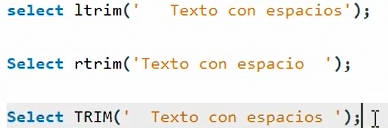 select ltrim('   Texto con espacios');
Select rtrim('Texto con espacio  ');
Select TRIM('  Texto con espacios ');